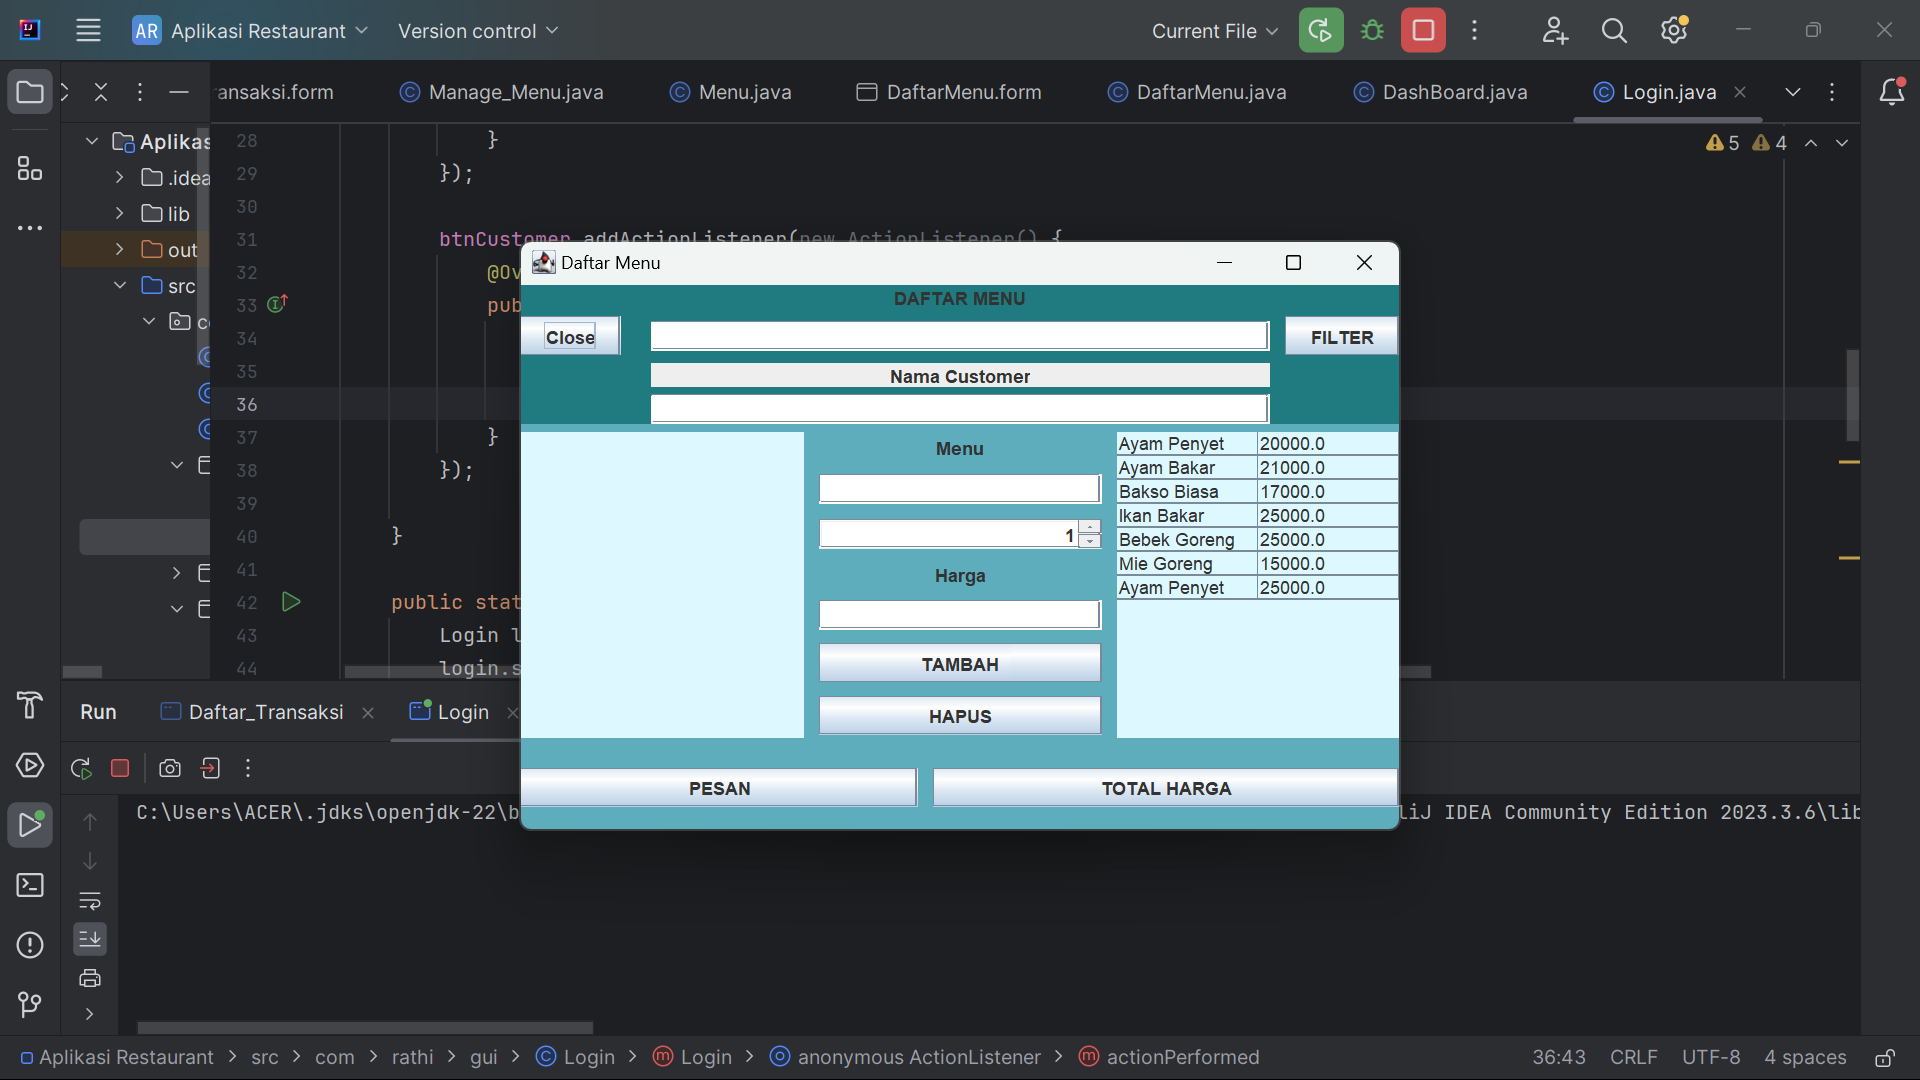 AR Aplikasi Restaurant Version control Current File
ansaksi.form Manage_Menu.java Menu.java DaftarMenu.form DaftarMenu.java DashBoard.java Login.java
Aplikas
.idea
lib
out
src
28 }
29 });
30
31 btnCustomer.addActionListener(new ActionListener() {
32 @Ov
33 pub
34
35
36
37 }
38 });
39
40 }
41
42 public stat
43 Login l
44 login.s
5 4
Daftar Menu
DAFTAR MENU
Close FILTER
Nama Customer
Menu
1
Harga
TAMBAH
HAPUS
Ayam Penyet 20000.0
Ayam Bakar 21000.0
Bakso Biasa 17000.0
Ikan Bakar 25000.0
Bebek Goreng 25000.0
Mie Goreng 15000.0
Ayam Penyet 25000.0
PESAN TOTAL HARGA
Run Daftar_Transaksi Login
C:\Users\ACER\.jdks\openjdk-22\b liJ IDEA Community Edition 2023.3.6\lib
Aplikasi Restaurant > src > com > rathi > gui > Login > Login > anonymous ActionListener > actionPerformed 36:43 CRLF UTF-8 4 spaces